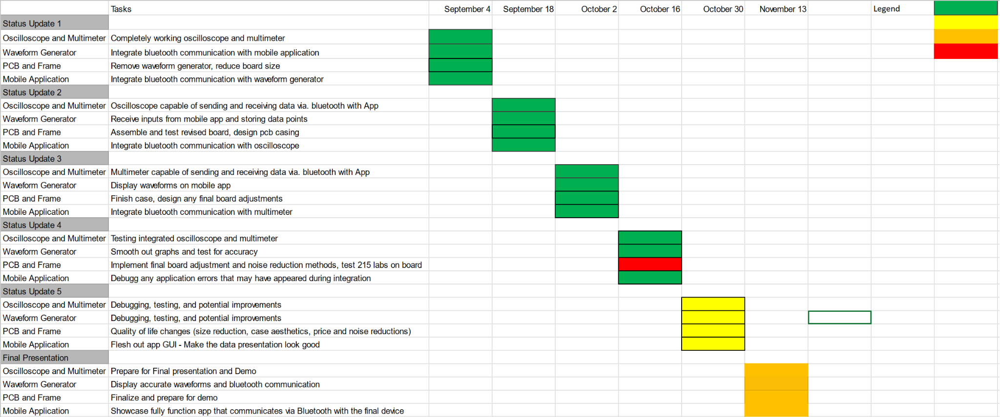 Tasks September 4 September 18 October 2 October 16 October 30 November 13 Legend
Status Update 1
Oscilloscope and Multimeter Completely working oscilloscope and multimeter
Waveform Generator Integrate bluetooth communication with mobile application
PCB and Frame Remove waveform generator, reduce board size
Mobile Application Integrate bluetooth communication with waveform generator
Status Update 2
Oscilloscope and Multimeter Oscilloscope capable of sending and receiving data via. bluetooth with App
Waveform Generator Receive inputs from mobile app and storing data points
PCB and Frame Assemble and test revised board, design pcb casing
Mobile Application Integrate bluetooth communication with oscilloscope
Status Update 3
Oscilloscope and Multimeter Multimeter capable of sending and receiving data via. bluetooth with App
Waveform Generator Display waveforms on mobile app
PCB and Frame Finish case, design any final board adjustments
Mobile Application Integrate bluetooth communication with multimeter
Status Update 4
Oscilloscope and Multimeter Testing integrated oscilloscope and multimeter
Waveform Generator Smooth out graphs and test for accuracy
PCB and Frame Implement final board adjustment and noise reduction methods, test 215 labs on board
Mobile Application Debugg any application errors that may have appeared during integration
Status Update 5
Oscilloscope and Multimeter Debugging, testing, and potential improvements
Waveform Generator Debugging, testing, and potential improvements
PCB and Frame Quality of life changes (size reduction, case aesthetics, price and noise reductions)
Mobile Application Flesh out app GUI - Make the data presentation look good
Final Presentation
Oscilloscope and Multimeter Prepare for Final presentation and Demo
Waveform Generator Display accurate waveforms and bluetooth communication
PCB and Frame Finalize and prepare for demo
Mobile Application Showcase fully function app that communicates via Bluetooth with the final device